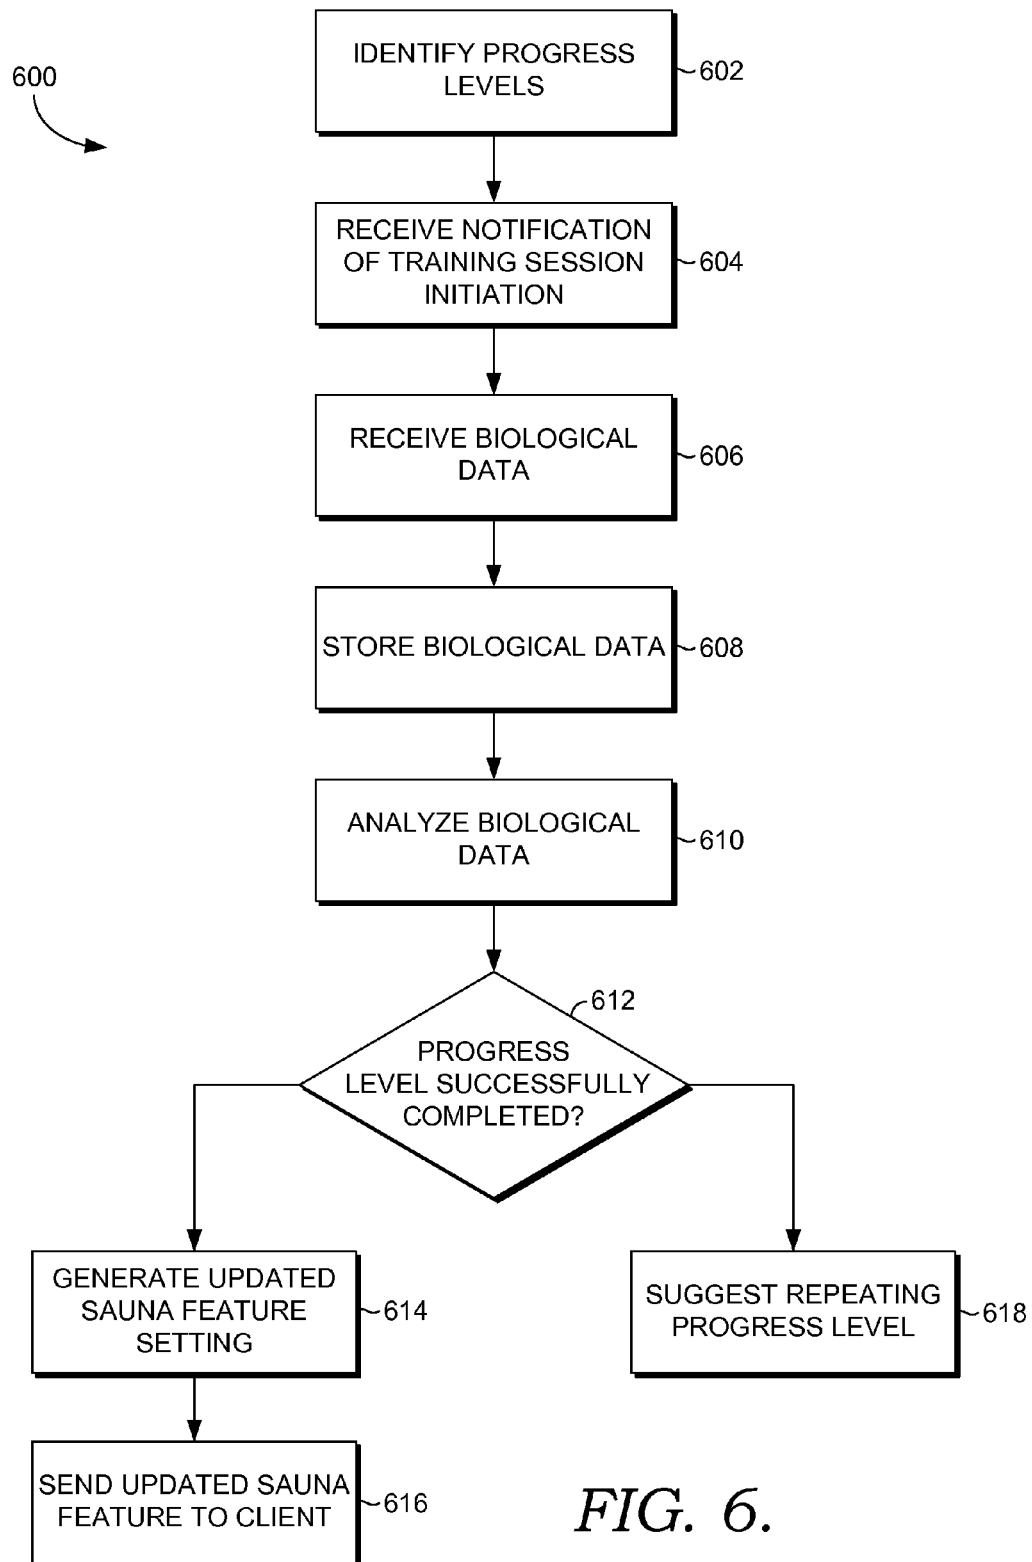 600
IDENTIFY PROGRESS
LEVELS
602
RECEIVE NOTIFICATION
OF TRAINING SESSION
INITIATION
604
RECEIVE BIOLOGICAL
DATA
606
STORE BIOLOGICAL DATA
608
ANALYZE BIOLOGICAL
DATA
610
612
PROGRESS
LEVEL SUCCESSFULLY
COMPLETED?
GENERATE UPDATED
SAUNA FEATURE
SETTING
614
SUGGEST REPEATING
PROGRESS LEVEL
618
SEND UPDATED SAUNA
FEATURE TO CLIENT
616
FIG. 6.